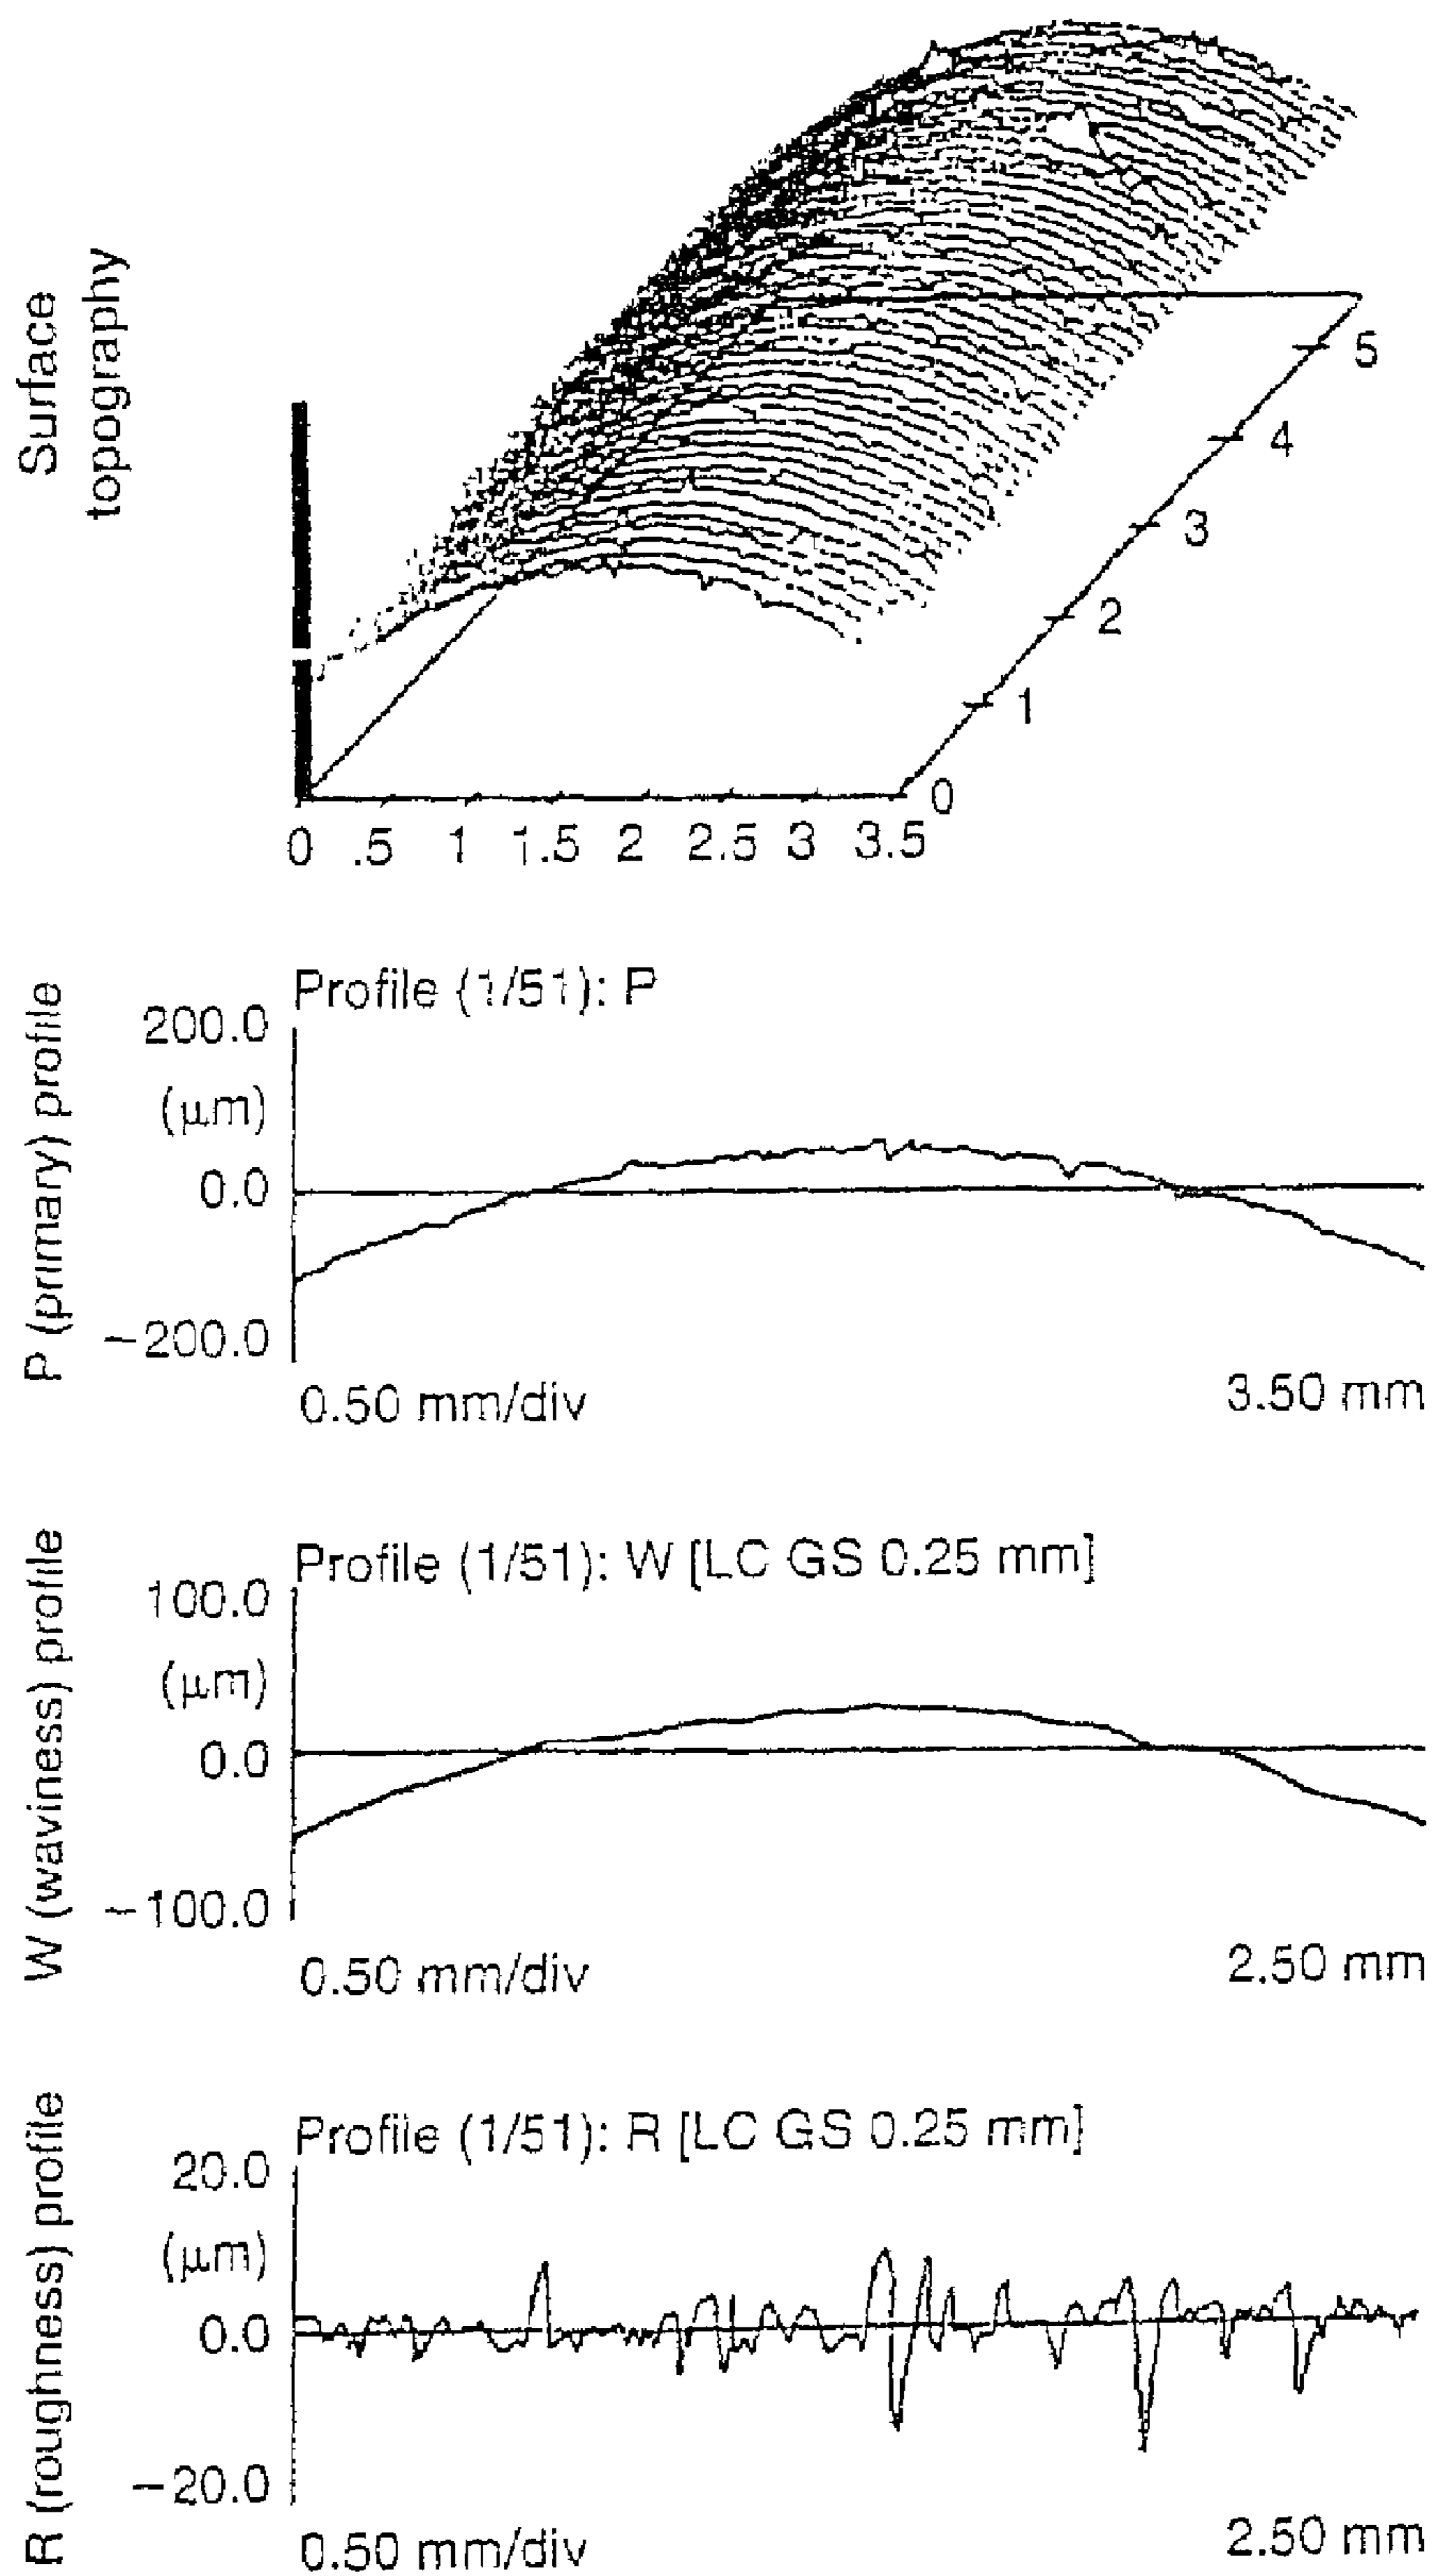 Surface
topography
5
4
3
2
1
0
0 .5 1 1.5 2 2.5 3 3.5
P (primary) profile
Profile (1/51): P
200.0
(μm)
0.0
−200.0
0.50 mm/div 3.50 mm
W (waviness) profile
Profile (1/51): W [LC GS 0.25 mm]
100.0
(μm)
0.0
−100.0
0.50 mm/div 2.50 mm
R (roughness) profile
Profile (1/51): R [LC GS 0.25 mm]
20.0
(μm)
0.0
−20.0
0.50 mm/div 2.50 mm